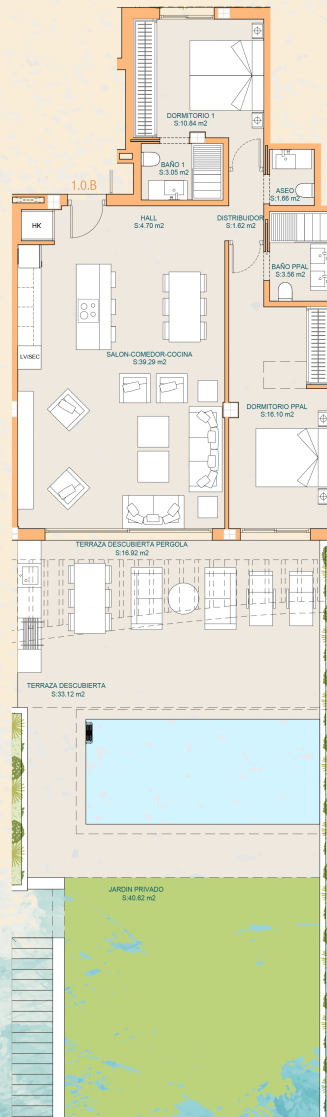 DORMITORIO 1
S:10.84 m2
BAÑO 1
S:3.05 m2
ASEO
S:1.66 m2
1.0.B
HALL
S:4.70 m2
DISTRIBUIDOR
S:1.62 m2
HK
BAÑO PPAL
S:3.56 m2
LV/SEC
SALON-COMEDOR-COCINA
S:39.29 m2
DORMITORIO PPAL
S:16.10 m2
TERRAZA DESCUBIERTA PERGOLA
S:16.92 m2
TERRAZA DESCUBIERTA
S:33.12 m2
JARDIN PRIVADO
S:40.62 m2